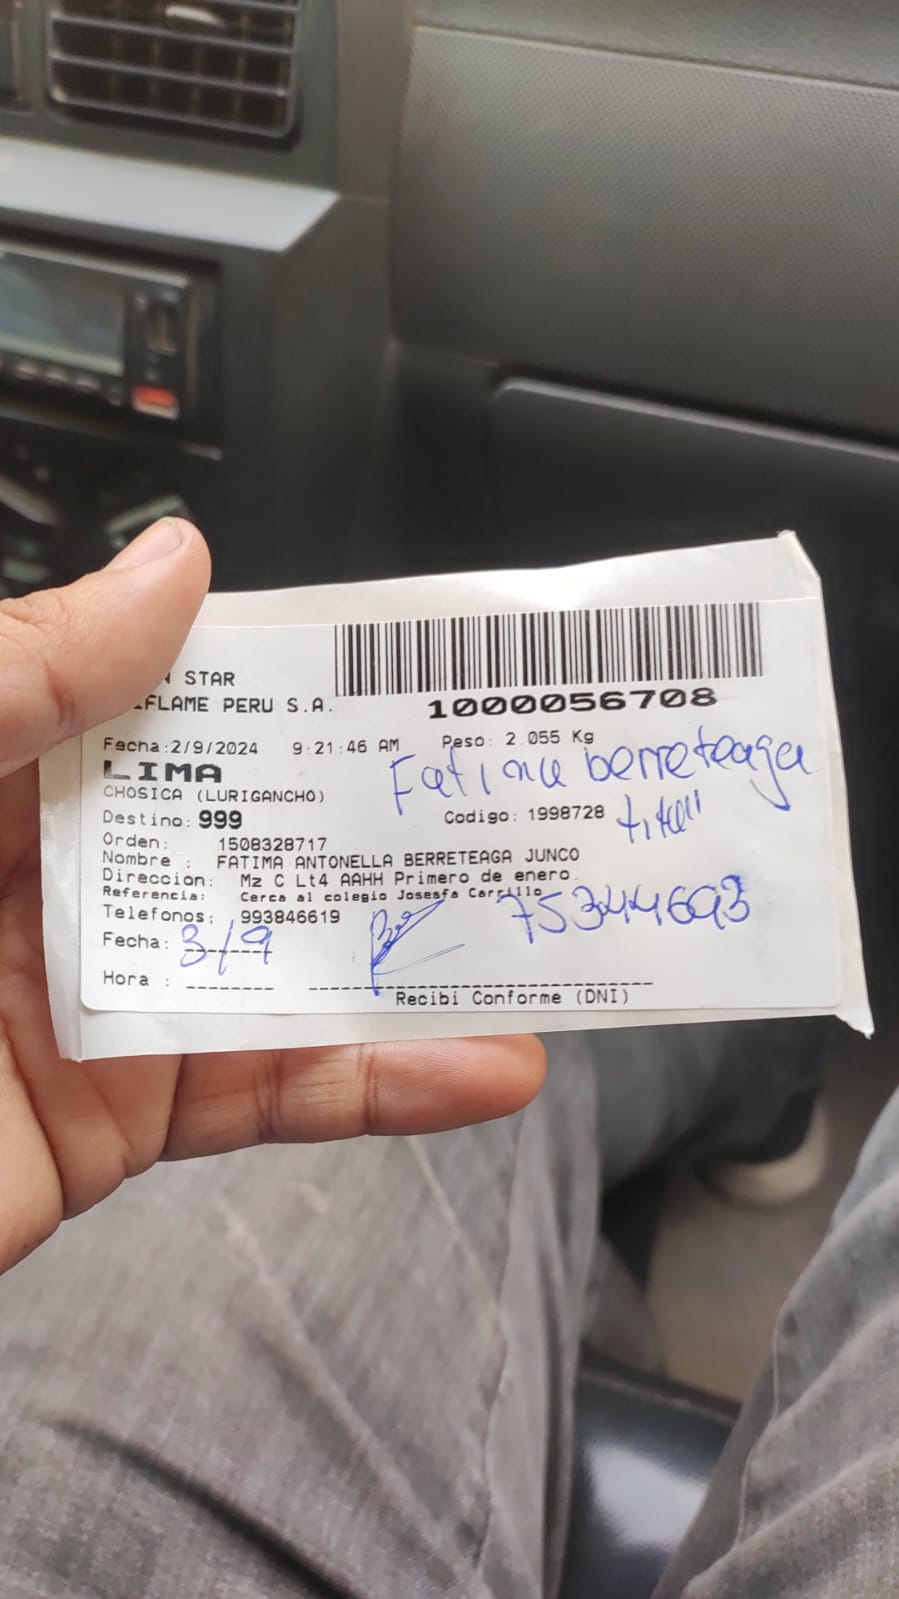 STAR
FLAME PERU S.A.
1000056708
Fecha:2/9/2024 9:21:46 AM Peso: 2.055 Kg
LIMA
Fatima berreteaga
CHOSICA (LURIGANCHO)
Destino: 999 Codigo: 1998728
Orden: 1508328717
Nombre : FATIMA ANTONELLA BERRETEAGA JUNCO
Direccion: Mz C Lt4 AAHH Primero de enero.
Referencia: Cerca al colegio Josesfa Carrillo
Telefonos: 993846619 75344693
Fecha: 3/9
Hora :
Recibi Conforme (DNI)